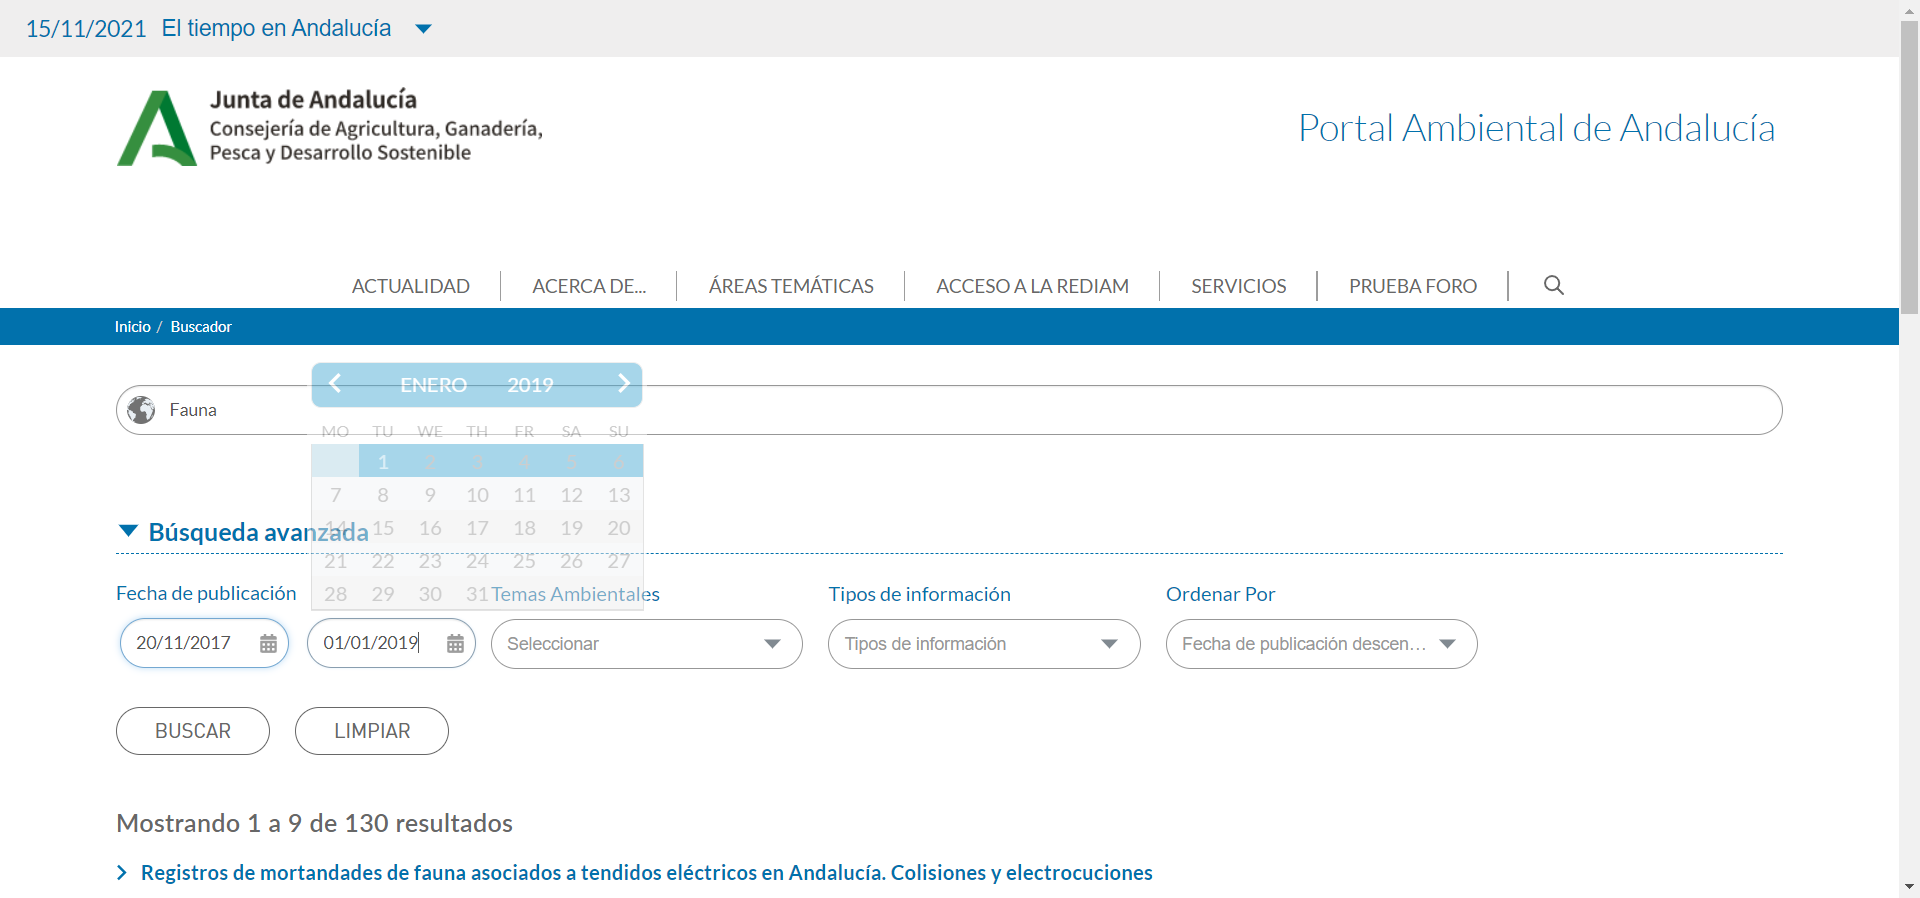 15/11/2021 El tiempo en Andalucía
Junta de Andalucía
Consejería de Agricultura, Ganadería,
Pesca y Desarrollo Sostenible
Portal Ambiental de Andalucía
ACTUALIDAD ACERCA DE... ÁREAS TEMÁTICAS ACCESO A LA REDIAM SERVICIOS PRUEBA FORO
Inicio / Buscador
ENERO 2019
Fauna
MO TU WE TH FR SA SU
1 2 3 4 5 6
7 8 9 10 11 12 13
14 15 16 17 18 19 20
Búsqueda avanzada
21 22 23 24 25 26 27
28 29 30 31
Fecha de publicación Temas Ambientales Tipos de información Ordenar Por
20/11/2017 01/01/2019 Seleccionar Tipos de información Fecha de publicación descen...
BUSCAR LIMPIAR
Mostrando 1 a 9 de 130 resultados
Registros de mortandades de fauna asociados a tendidos eléctricos en Andalucía. Colisiones y electrocuciones